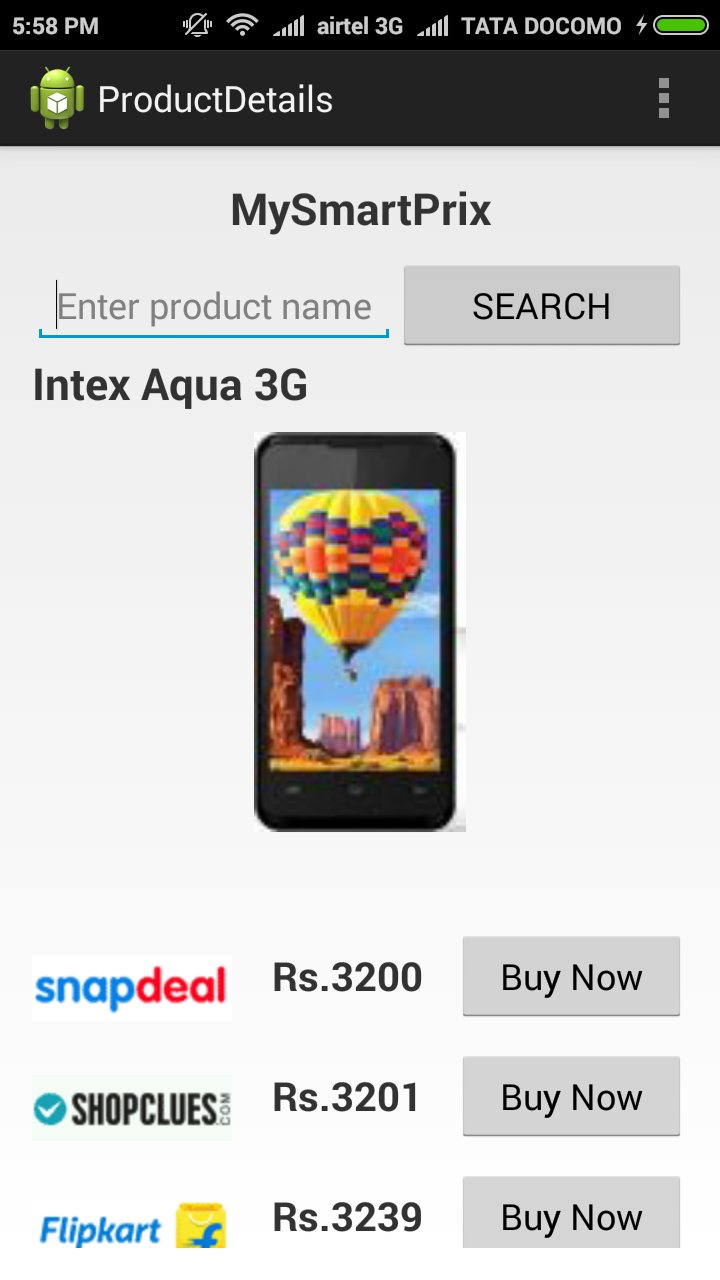 5:58 PM airtel 3G TATA DOCOMO
ProductDetails
MySmartPrix
Enter product name SEARCH
Intex Aqua 3G
snapdeal Rs.3200 Buy Now
SHOPCLUES.COM Rs.3201 Buy Now
Flipkart Rs.3239 Buy Now